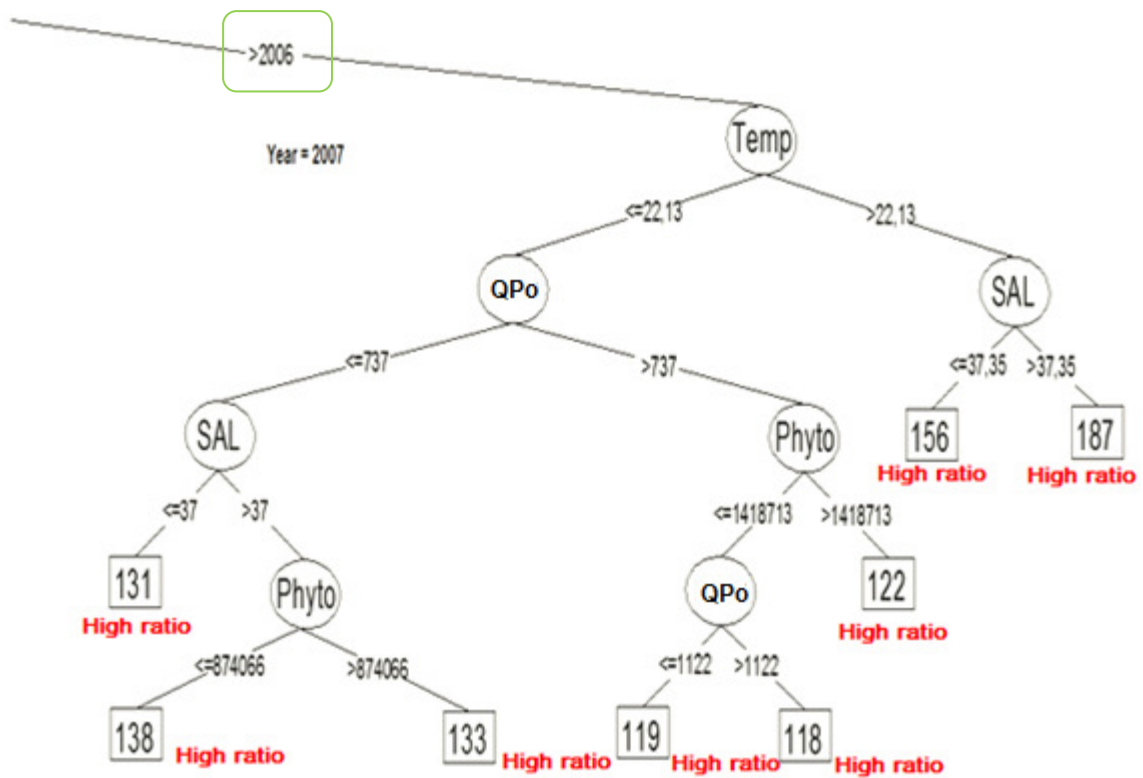 >2006
Year = 2007
Temp
<=22,13 >22,13
QPo SAL
<=737 >737 <=37,35 >37,35
SAL Phyto 156 187
High ratio High ratio
<=37 >37 <=1418713 >1418713
131 Phyto QPo 122
High ratio High ratio
<=874066 >874066 <=1122 >1122
138 High ratio 133 High ratio 119 High ratio 118 High ratio